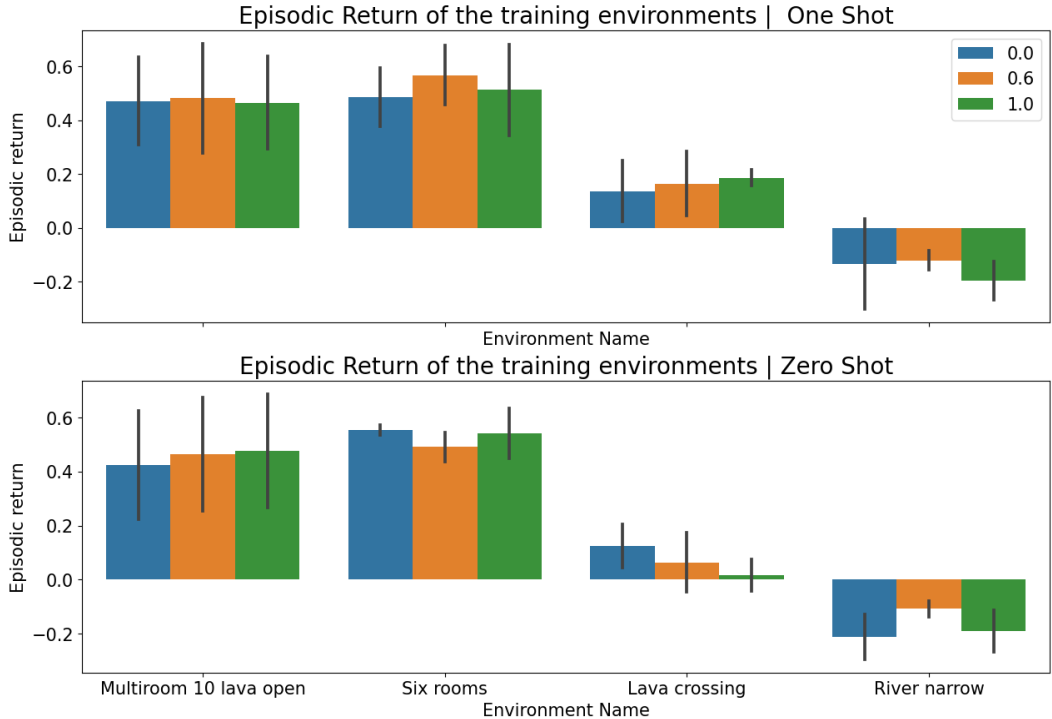 Episodic Return of the training environments |  One Shot
0.6
0.4
0.2
0.0
−0.2
Episodic return
0.0
0.6
1.0
Environment Name
Episodic Return of the training environments | Zero Shot
0.6
0.4
0.2
0.0
−0.2
Episodic return
Multiroom 10 lava open
Six rooms
Lava crossing
River narrow
Environment Name